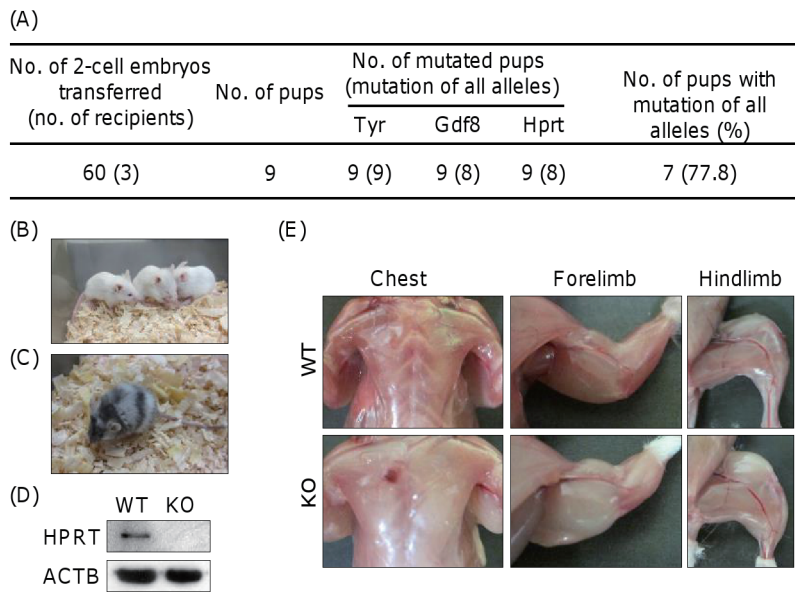 (A)
No. of 2-cell embryos
transferred
(no. of recipients)
No. of pups
No. of mutated pups
(mutation of all alleles)
Tyr Gdf8 Hprt
No. of pups with
mutation of all
alleles (%)
60 (3) 9 9 (9) 9 (8) 9 (8) 7 (77.8)
(B)
(C)
(D)
WT KO
HPRT
ACTB
(E)
Chest Forelimb Hindlimb
WT
KO